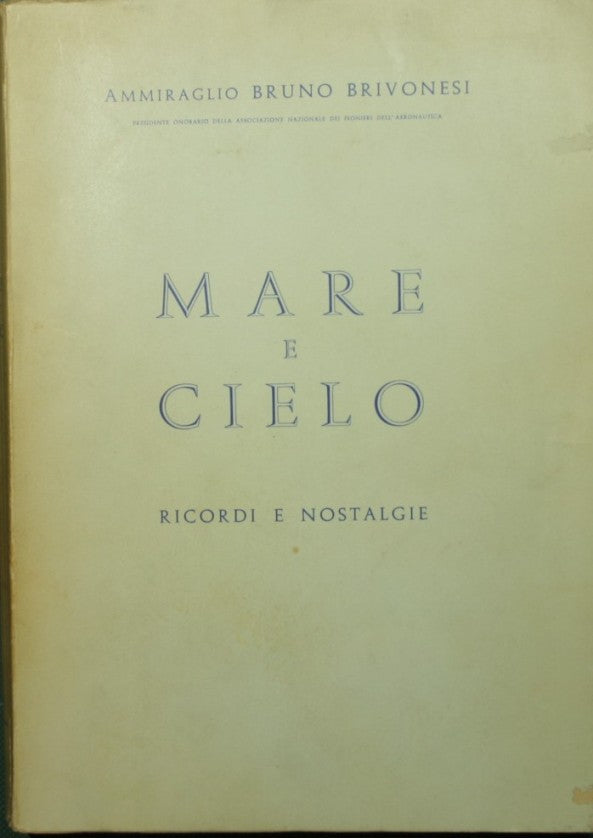 AMMIRAGLIO BRUNO BRIVONESI
PRESIDENTE ONORARIO DELLA ASSOCIAZIONE NAZIONALE DEI PIONIERI DELL'AERONAUTICA
MARE
E
CIELO
RICORDI E NOSTALGIE